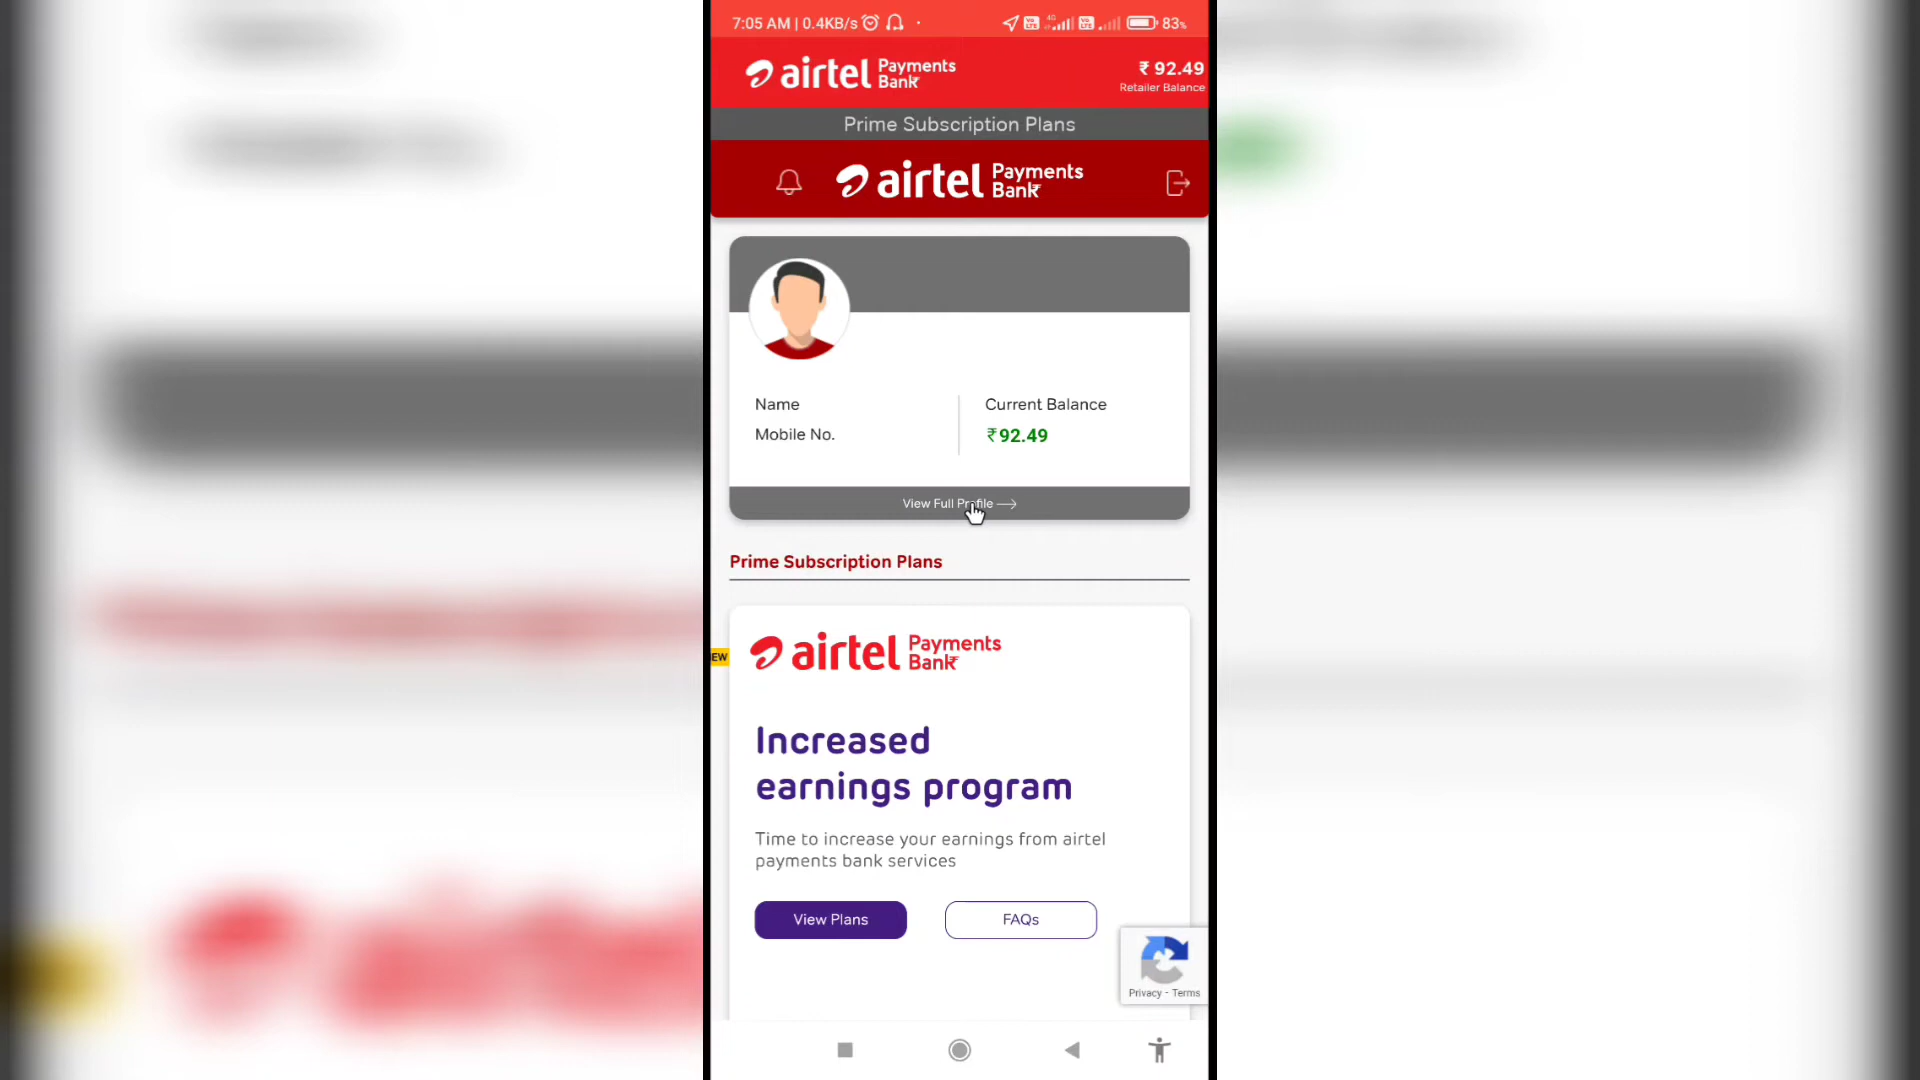 7:05 AM | 0.4KB/s
4G
83%
airtel Payments Bank
₹ 92.49
Retailer Balance
Prime Subscription Plans
airtel Payments Bank
Name
Mobile No.
Current Balance
₹92.49
View Full Profile →
Prime Subscription Plans
EW
airtel Payments Bank
Increased
earnings program
Time to increase your earnings from airtel
payments bank services
View Plans
FAQs
Privacy - Terms